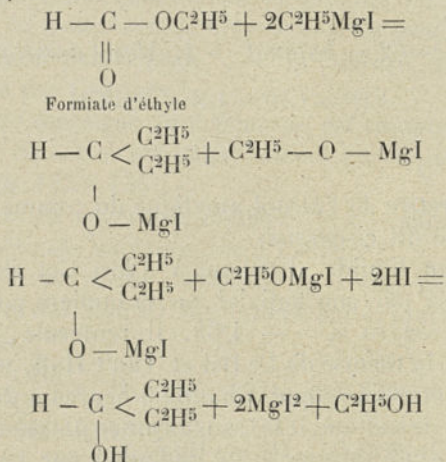 H — C — OC²H⁵ + 2C²H⁵MgI =
||
O
Formiate d'éthyle
H — C < C²H⁵ C²H⁵ + C²H⁵ — O — MgI
|
O — MgI
H — C < C²H⁵ C²H⁵ + C²H⁵OMgI + 2HI =
|
O — MgI
H — C < C²H⁵ C²H⁵ + 2MgI² + C²H⁵OH
|
OH